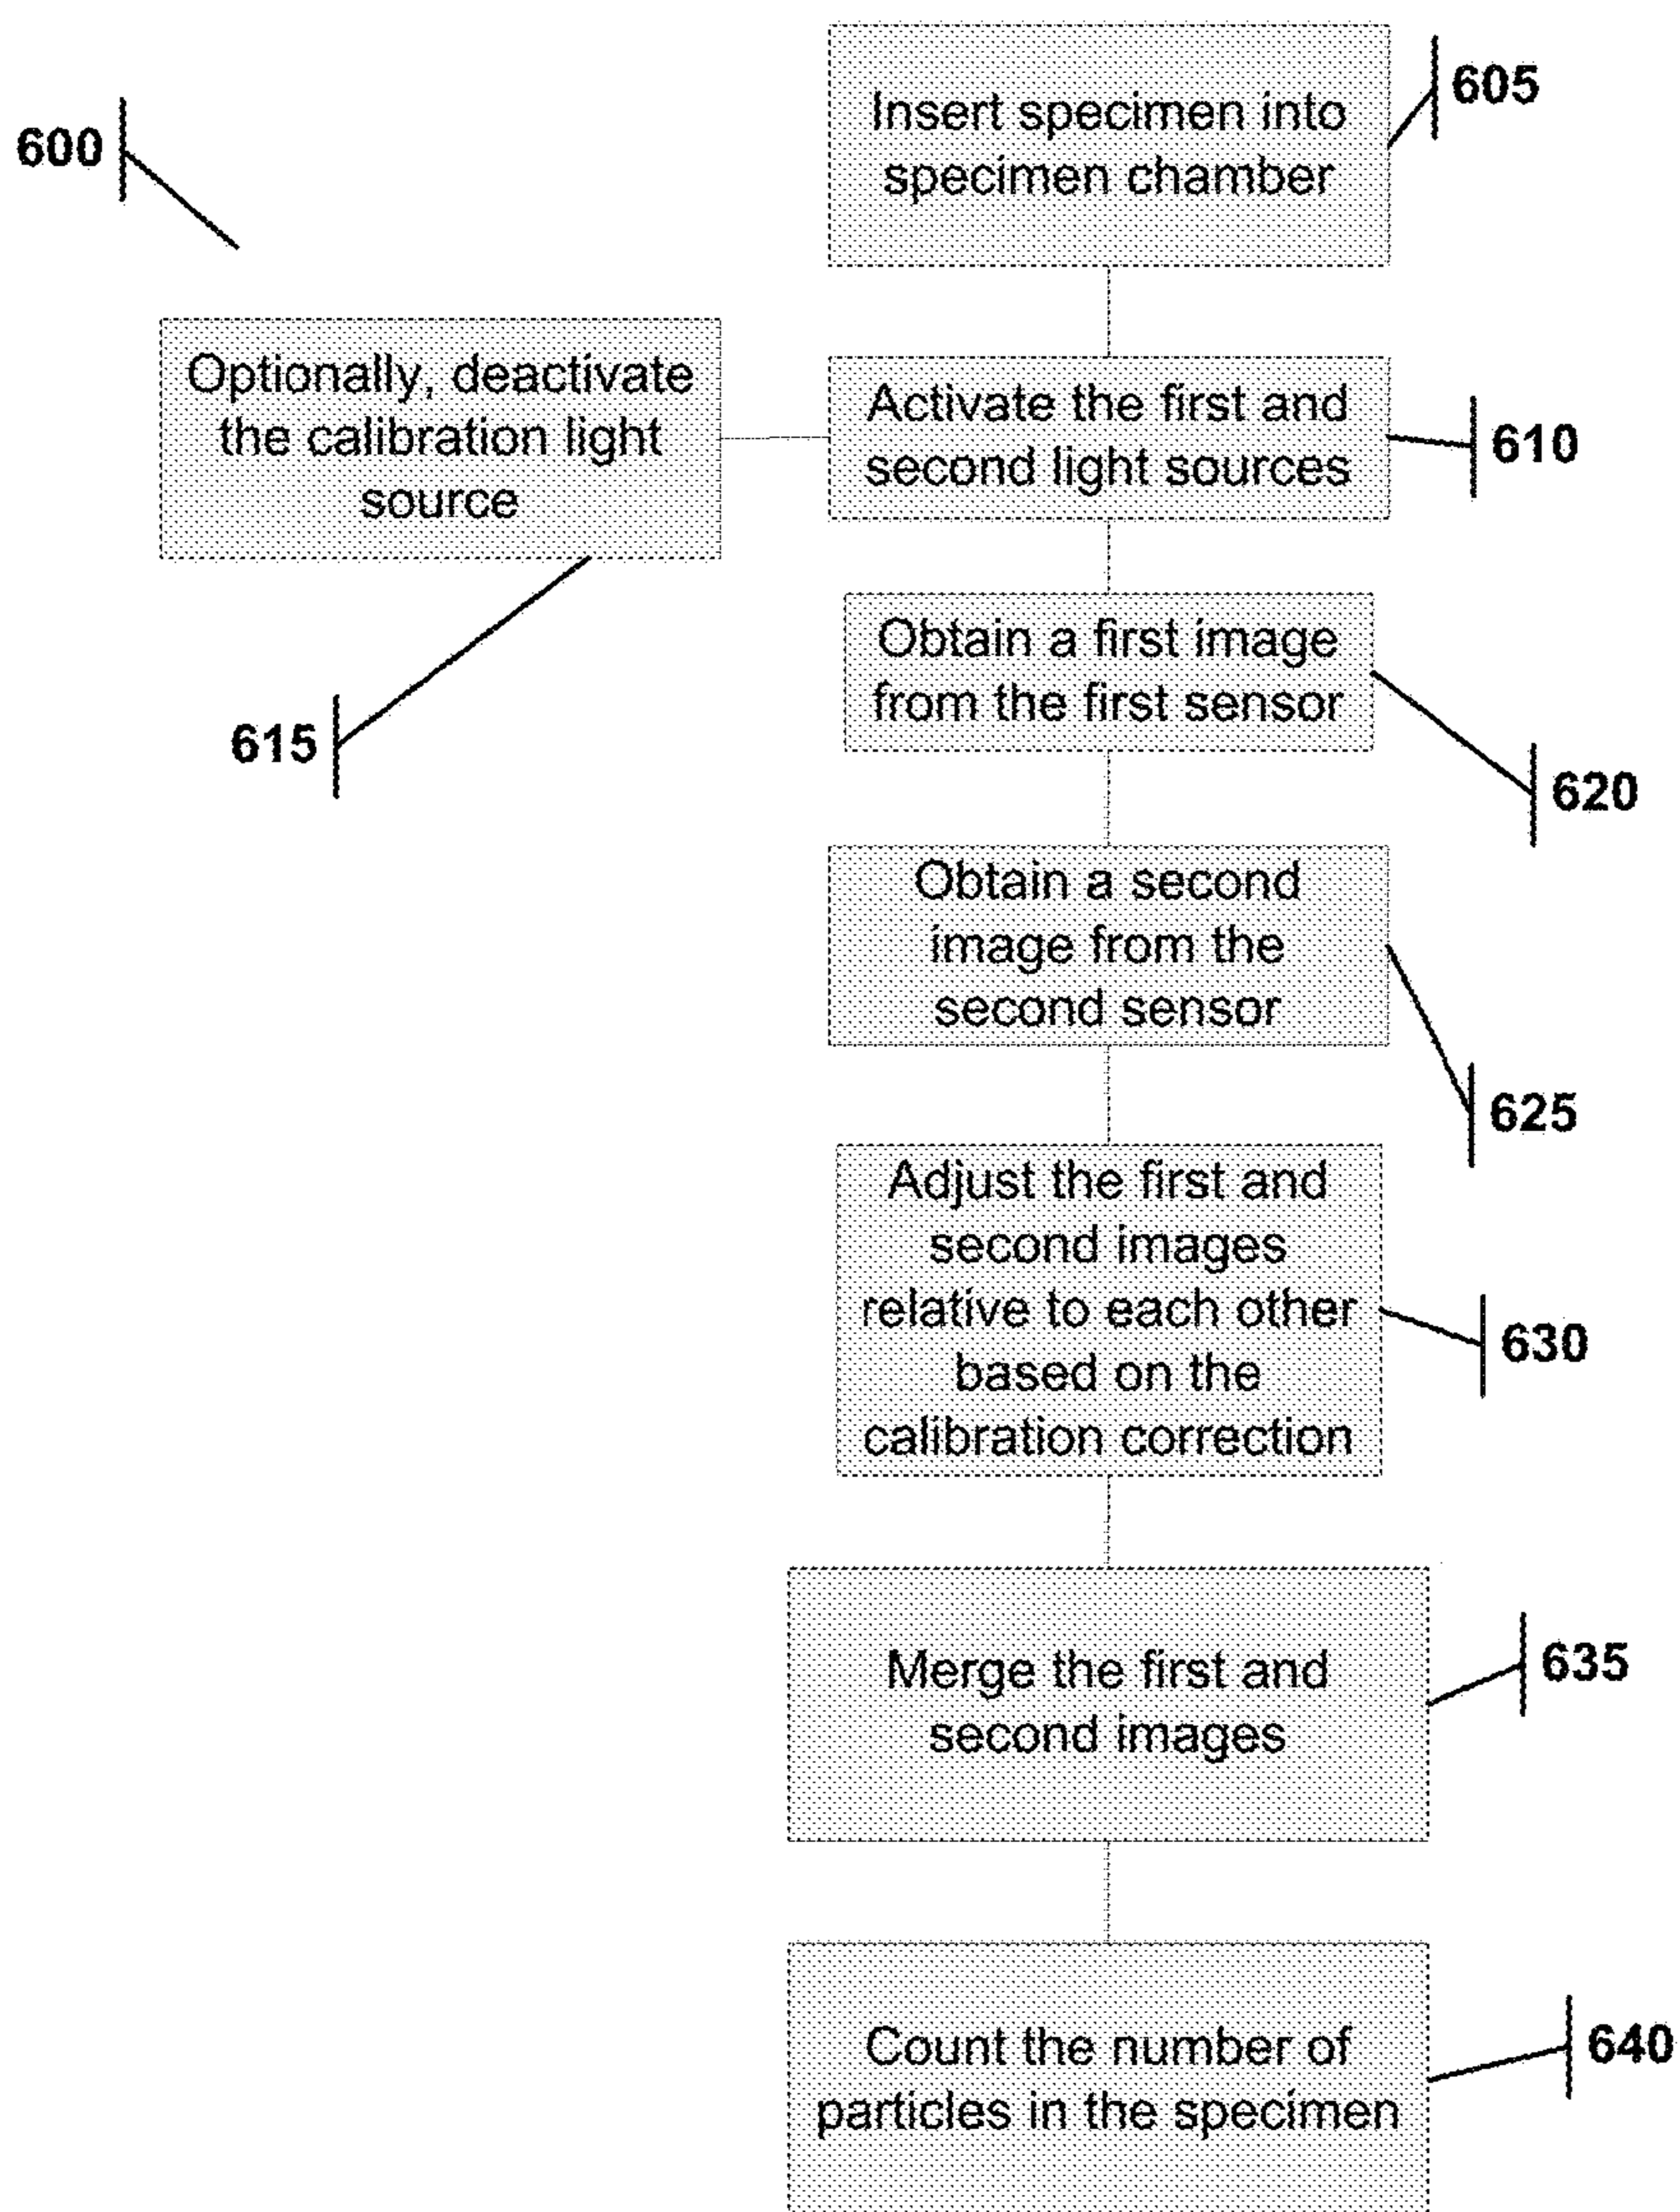 605
Insert specimen into
specimen chamber
600
Optionally, deactivate
the calibration light
source
Activate the first and
second light sources
610
615
Obtain a first image
from the first sensor
620
Obtain a second
image from the
second sensor
625
Adjust the first and
second images
relative to each other
based on the
calibration correction
630
Merge the first and
second images
635
Count the number of
particles in the specimen
640